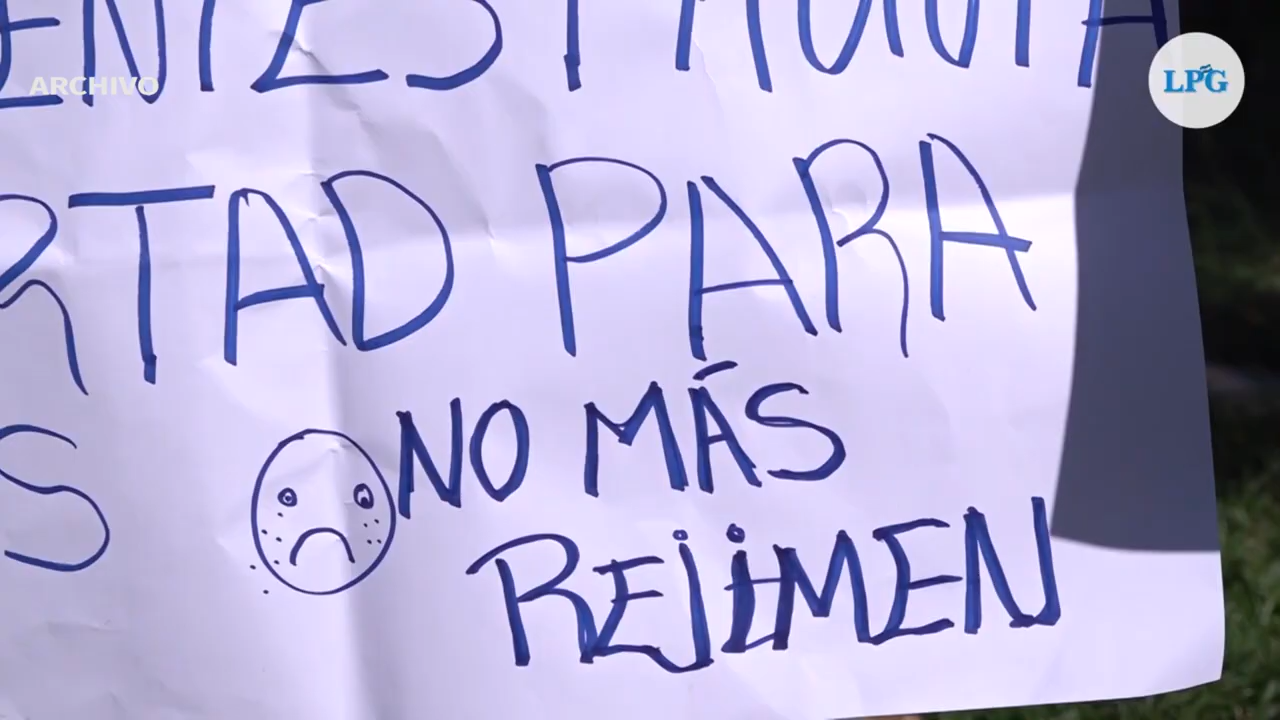 ARCHIVO
LPG
RTAD PARA
S
NO MÁS
REJIMEN